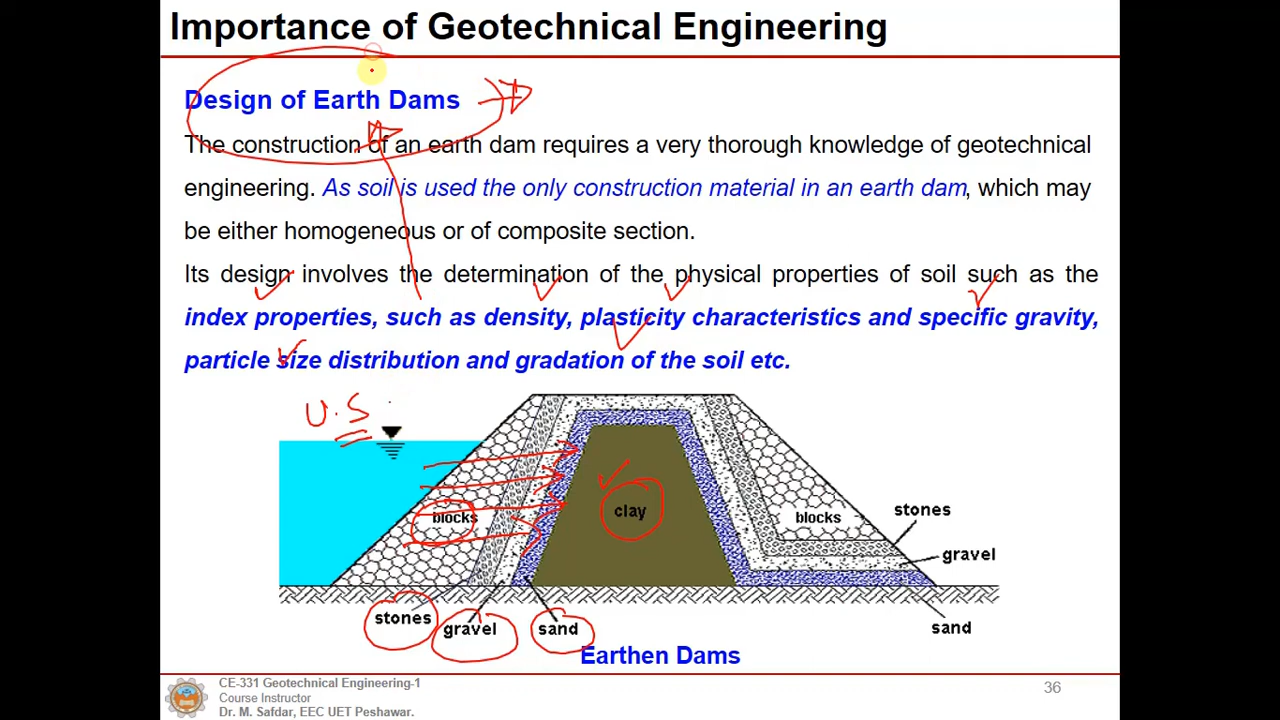 Importance of Geotechnical Engineering
Design of Earth Dams
The construction of an earth dam requires a very thorough knowledge of geotechnical
engineering. As soil is used the only construction material in an earth dam, which may
be either homogeneous or of composite section.
Its design involves the determination of the physical properties of soil such as the
index properties, such as density, plasticity characteristics and specific gravity,
particle size distribution and gradation of the soil etc.
U.S
blocks
clay
blocks
stones
gravel
stones
gravel
sand
sand
Earthen Dams
CE-331 Geotechnical Engineering-1
Course Instructor
Dr. M. Safdar, EEC UET Peshawar.
36